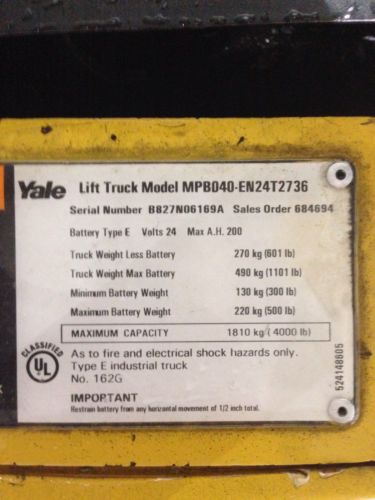 Yale Lift Truck Model MPB040-EN24T2736
Serial Number B827N06169A Sales Order 684694
Battery Type E Volts 24 Max A.H. 200
Truck Weight Less Battery 270 kg (601 lb)
Truck Weight Max Battery 490 kg (1101 lb)
Minimum Battery Weight 130 kg (300 lb)
Maximum Battery Weight 220 kg (500 lb)
MAXIMUM CAPACITY 1810 kg (4000 lb)
CLASSIFIED
UL
As to fire and electrical shock hazards only.
Type E industrial truck
No. 162G
IMPORTANT
Restrain battery from any horizontal movement of 1/2 inch total.
524148605